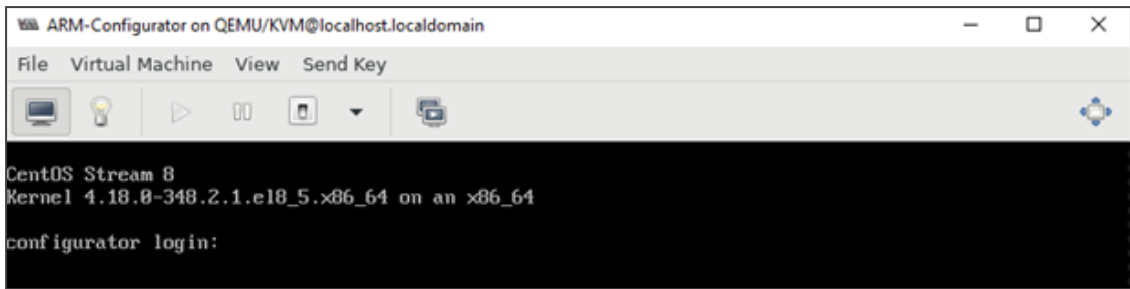 ARM-Configurator on QEMU/KVM@localhost.localdomain
File Virtual Machine View Send Key
CentOS Stream 8
Kernel 4.18.0-348.2.1.el8_5.x86_64 on an x86_64
configurator login: